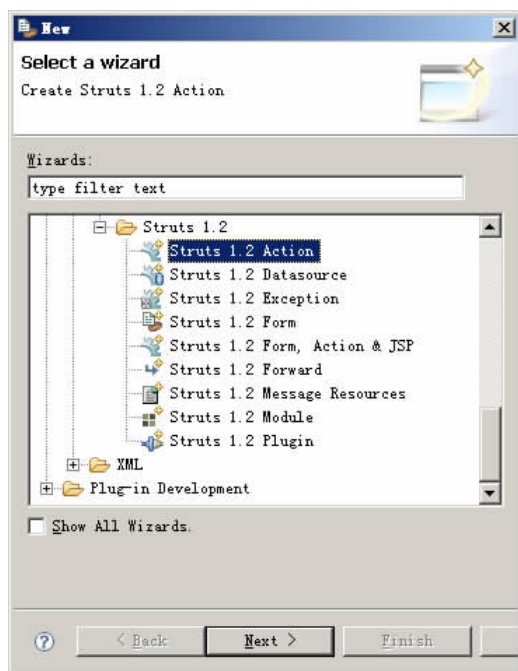 New
Select a wizard
Create Struts 1.2 Action
Wizards:
type filter text
Struts 1.2
Struts 1.2 Action
Struts 1.2 Datasource
Struts 1.2 Exception
Struts 1.2 Form
Struts 1.2 Form, Action & JSP
Struts 1.2 Forward
Struts 1.2 Message Resources
Struts 1.2 Module
Struts 1.2 Plugin
XML
Plug-in Development
Show All Wizards.
? < Back Next > Finish